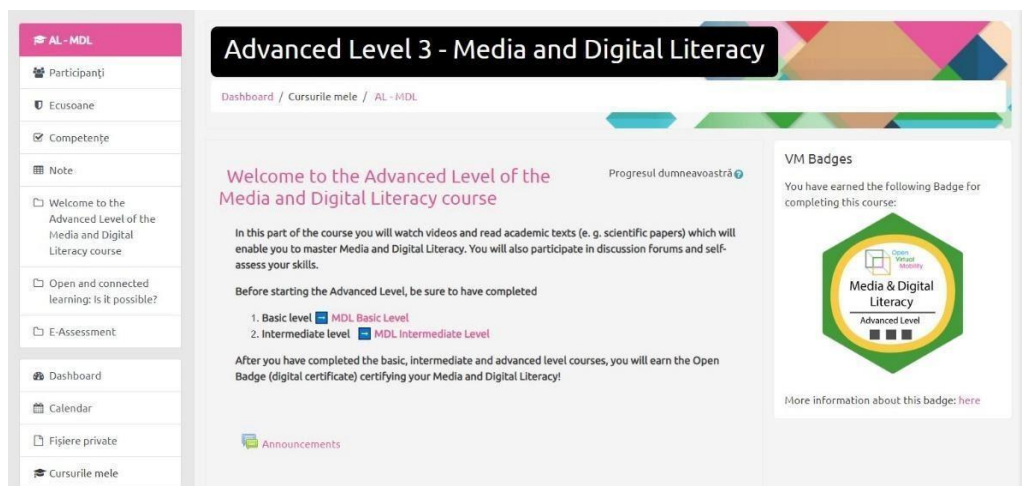 AL - MDL
Participanți
Ecusoane
Competențe
Note
Welcome to the
Advanced Level of the
Media and Digital
Literacy course
Open and connected
learning: Is it possible?
E-Assessment
Dashboard
Calendar
Fișiere private
Cursurile mele
Advanced Level 3 - Media and Digital Literacy
Dashboard / Cursurile mele / AL - MDL
Welcome to the Advanced Level of the
Media and Digital Literacy course
Progresul dumneavoastră
In this part of the course you will watch videos and read academic texts (e. g. scientific papers) which will
enable you to master Media and Digital Literacy. You will also participate in discussion forums and self-
assess your skills.
Before starting the Advanced Level, be sure to have completed
1. Basic level MDL Basic Level
2. Intermediate level MDL Intermediate Level
After you have completed the basic, intermediate and advanced level courses, you will earn the Open
Badge (digital certificate) certifying your Media and Digital Literacy!
Announcements
VM Badges
You have earned the following Badge for
completing this course:
Open
Virtual
Mobility
Media & Digital
Literacy
Advanced Level
More information about this badge: here